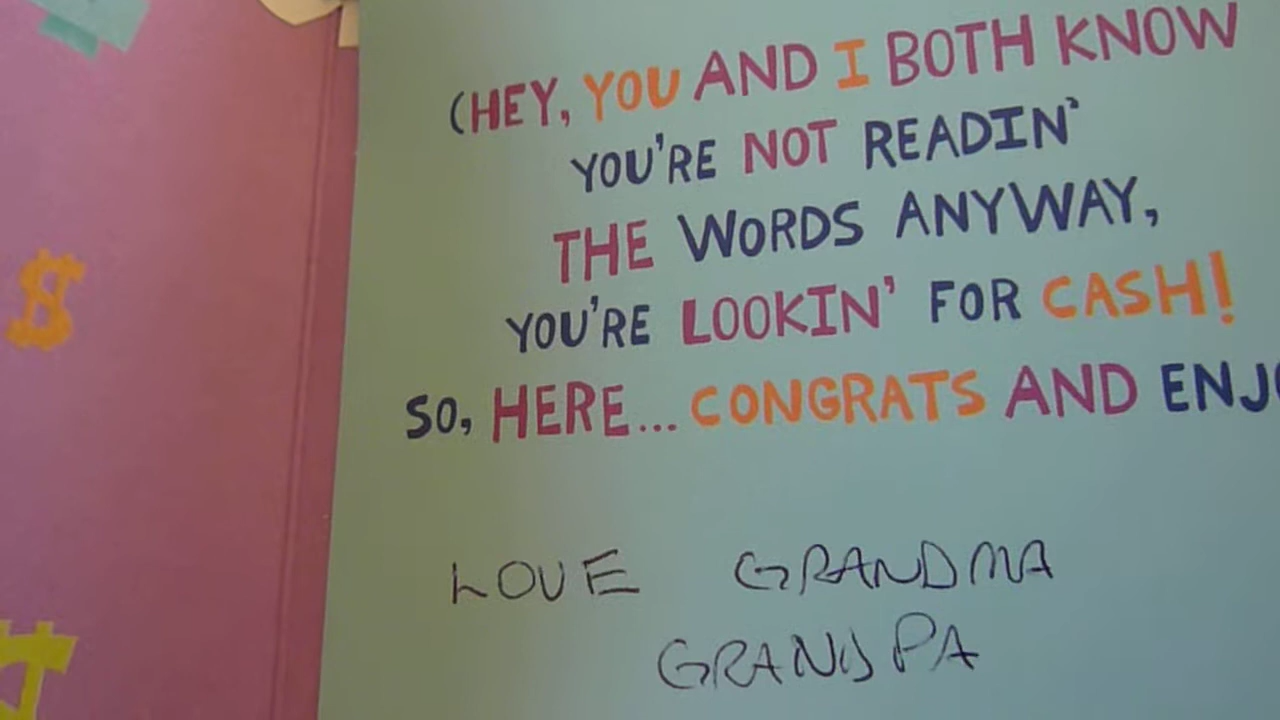 (HEY, YOU AND I BOTH KNOW
YOU'RE NOT READIN'
THE WORDS ANYWAY,
YOU'RE LOOKIN' FOR CASH!
SO, HERE... CONGRATS AND ENJO
LOVE GRANDMA
GRANDPA
$